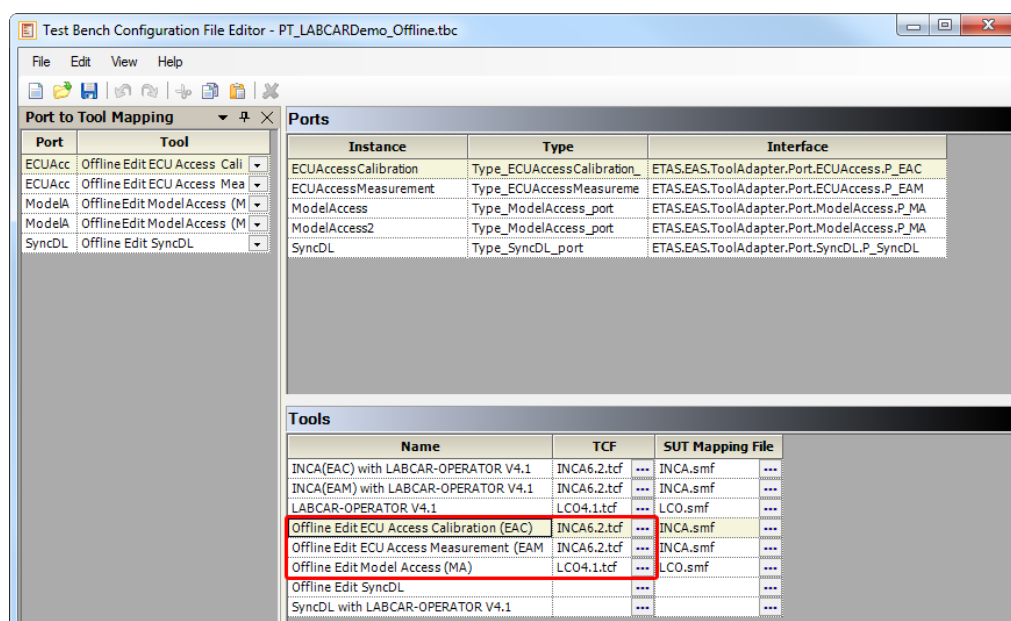 Test Bench Configuration File Editor - PT_LABCARDemo_Offline.tbc
File Edit View Help
Port to Tool Mapping
Port Tool
ECUAcc Offline Edit ECU Access Cali
ECUAcc Offline Edit ECU Access Mea
ModelA OfflineEdit ModelAccess (M
ModelA OfflineEdit ModelAccess (M
SyncDL Offline Edit SyncDL
Ports
Instance Type Interface
ECUAccessCalibration Type_ECUAccessCalibration_ ETAS.EAS.ToolAdapter.Port.ECUAccess.P_EAC
ECUAccessMeasurement Type_ECUAccessMeasureme ETAS.EAS.ToolAdapter.Port.ECUAccess.P_EAM
ModelAccess Type_ModelAccess_port ETAS.EAS.ToolAdapter.Port.ModelAccess.P_MA
ModelAccess2 Type_ModelAccess_port ETAS.EAS.ToolAdapter.Port.ModelAccess.P_MA
SyncDL Type_SyncDL_port ETAS.EAS.ToolAdapter.Port.SyncDL.P_SyncDL
Tools
Name TCF SUT Mapping File
INCA(EAC) with LABCAR-OPERATOR V4.1 INCA6.2.tcf ... INCA.smf ...
INCA(EAM) with LABCAR-OPERATOR V4.1 INCA6.2.tcf ... INCA.smf ...
LABCAR-OPERATOR V4.1 LCO4.1.tcf ... LCO.smf ...
Offline Edit ECU Access Calibration (EAC) INCA6.2.tcf ... INCA.smf ...
Offline Edit ECU Access Measurement (EAM INCA6.2.tcf ... INCA.smf ...
Offline Edit Model Access (MA) LCO4.1.tcf ... LCO.smf ...
Offline Edit SyncDL ... ...
SyncDL with LABCAR-OPERATOR V4.1 ... ...